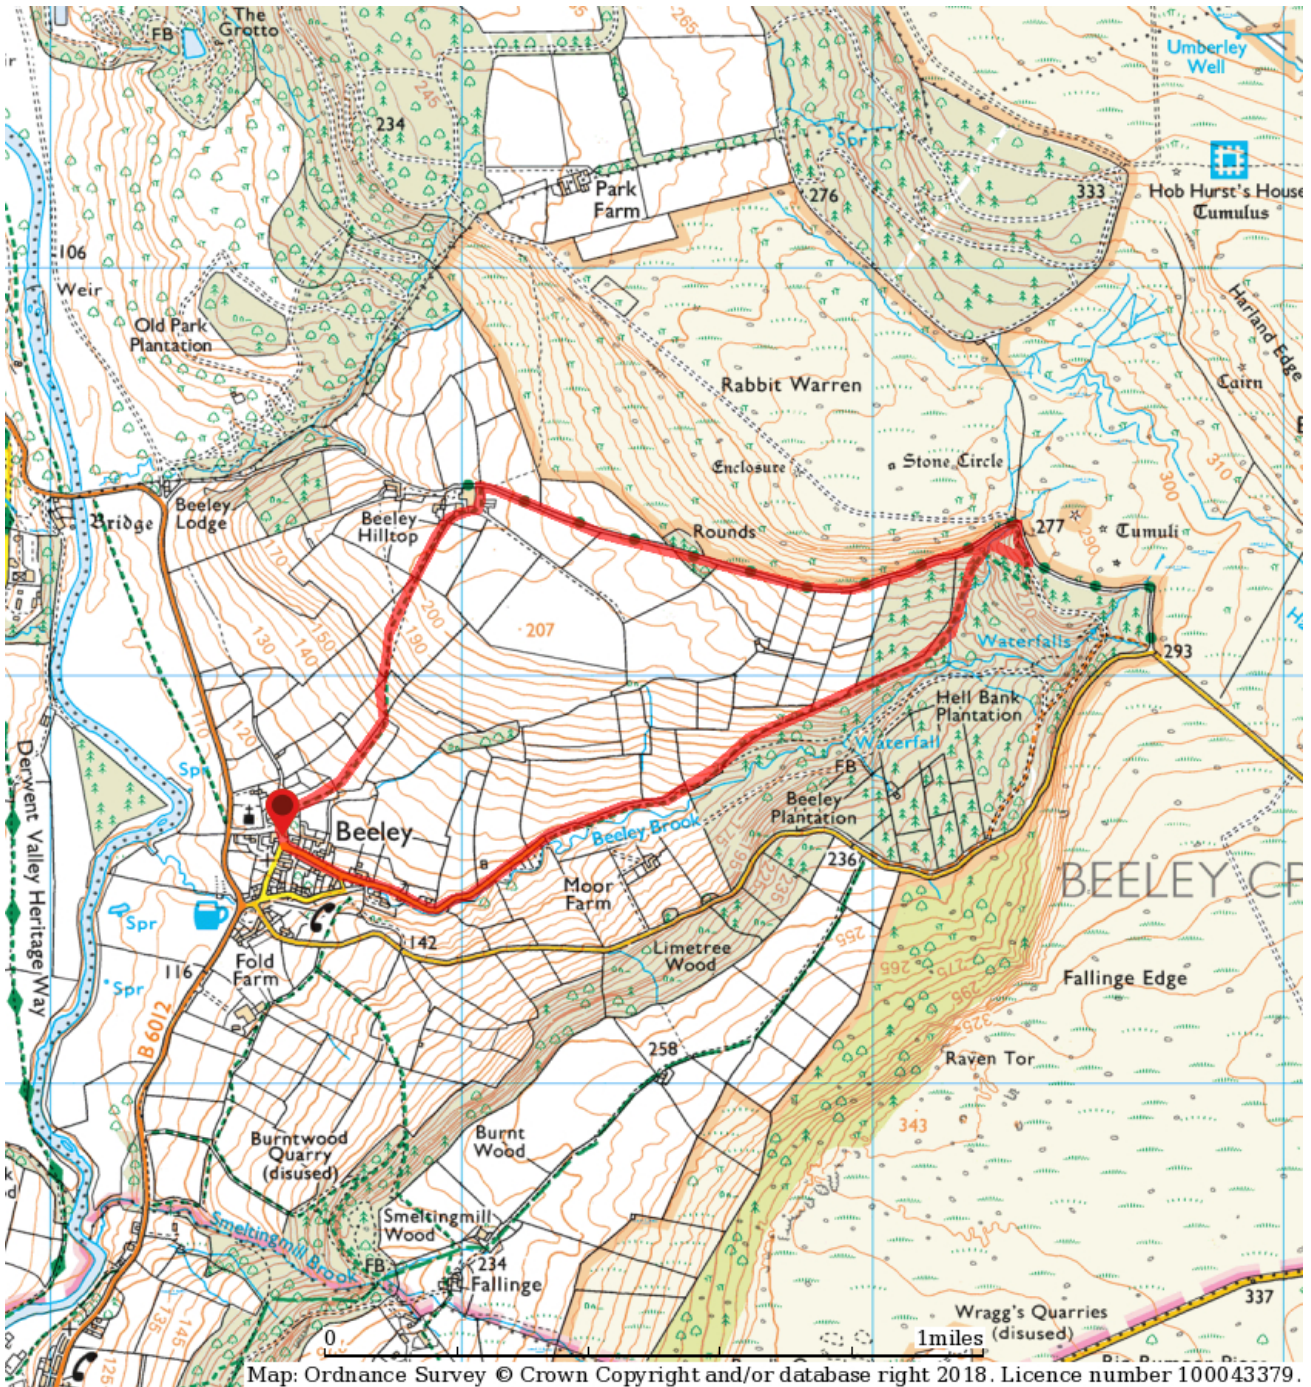 The
Grotto
FB
245
265
Umberley
Well
234
Spr
Park
Farm
276
333
Hob Hurst's House
Tumulus
106
Weir
Old Park
Plantation
Harland Edge
Rabbit Warren
Cairn
Enclosure
Stone Circle
310
300
Beeley
Lodge
Bridge
Beeley
Hilltop
Rounds
277
Tumuli
290
170
200
190
150
140
130
207
270
Waterfalls
293
110
120
Hell Bank
Plantation
Waterfall
FB
Spr
Beeley
Plantation
Beeley
Beeley Brook
236
Derwent Valley Heritage Way
Moor
Farm
175
225
235
BEELEY
Spr
142
Limetree
Wood
255
265
275
295
325
116
Fold
Farm
Spr
Fallinge Edge
B 6012
258
Raven Tor
343
Burntwood
Quarry
(disused)
Burnt
Wood
Smeltingmill Brook
Smeltingmill
Wood
FB
234
Fallinge
135
145
125
337
Wragg's Quarries
(disused)
0
1miles
Map: Ordnance Survey © Crown Copyright and/or database right 2018. Licence number 100043379.